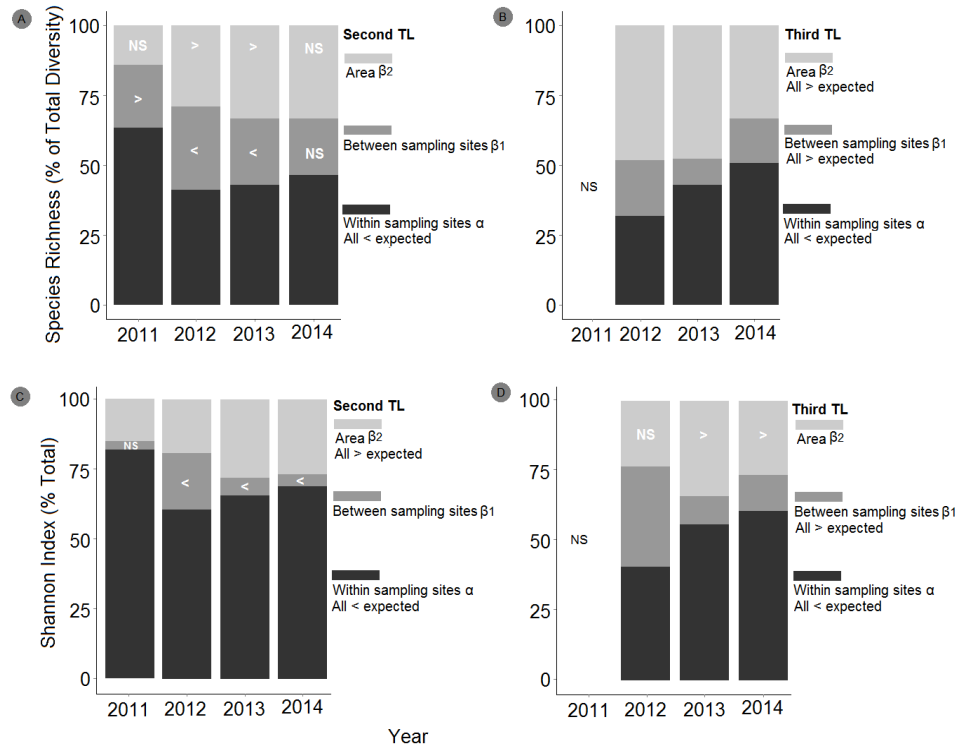 A
Species Richness (% of Total Diversity)
100
75
50
25
0
NS
>
>
NS
>
<
<
NS
2011
2012
2013
2014
Second TL
Area β2
Between sampling sites β1
Within sampling sites α
All < expected
B
100
75
50
25
0
NS
2011
2012
2013
2014
Third TL
Area β2
All > expected
Between sampling sites β1
All > expected
Within sampling sites α
All < expected
C
Shannon Index (% Total)
100
75
50
25
0
NS
<
<
<
2011
2012
2013
2014
Second TL
Area β2
All > expected
Between sampling sites β1
Within sampling sites α
All < expected
D
100
75
50
25
0
NS
NS
>
>
2011
2012
2013
2014
Third TL
Area β2
Between sampling sites β1
All > expected
Within sampling sites α
All < expected
Year